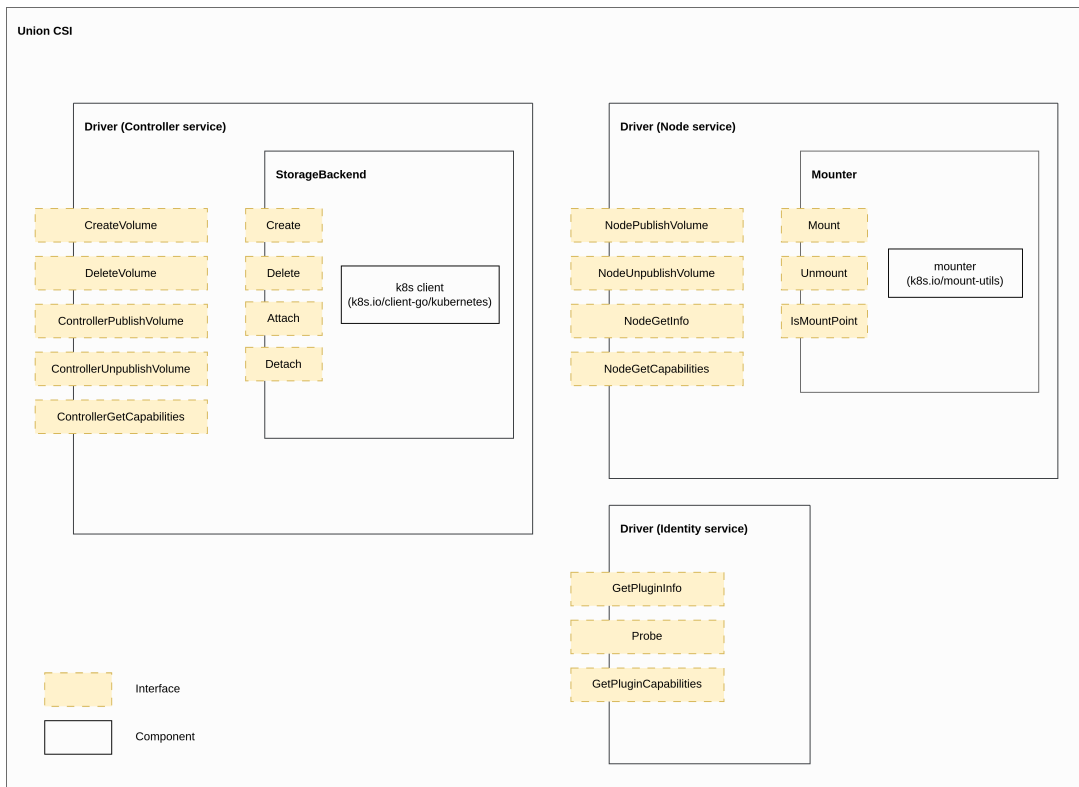 Union CSI
Driver (Controller service)
StorageBackend
CreateVolume
DeleteVolume
ControllerPublishVolume
ControllerUnpublishVolume
ControllerGetCapabilities
Create
Delete
Attach
Detach
k8s client
(k8s.io/client-go/kubernetes)
Driver (Node service)
Mounter
NodePublishVolume
NodeUnpublishVolume
NodeGetInfo
NodeGetCapabilities
Mount
Unmount
IsMountPoint
mounter
(k8s.io/mount-utils)
Driver (Identity service)
GetPluginInfo
Probe
GetPluginCapabilities
Interface
Component